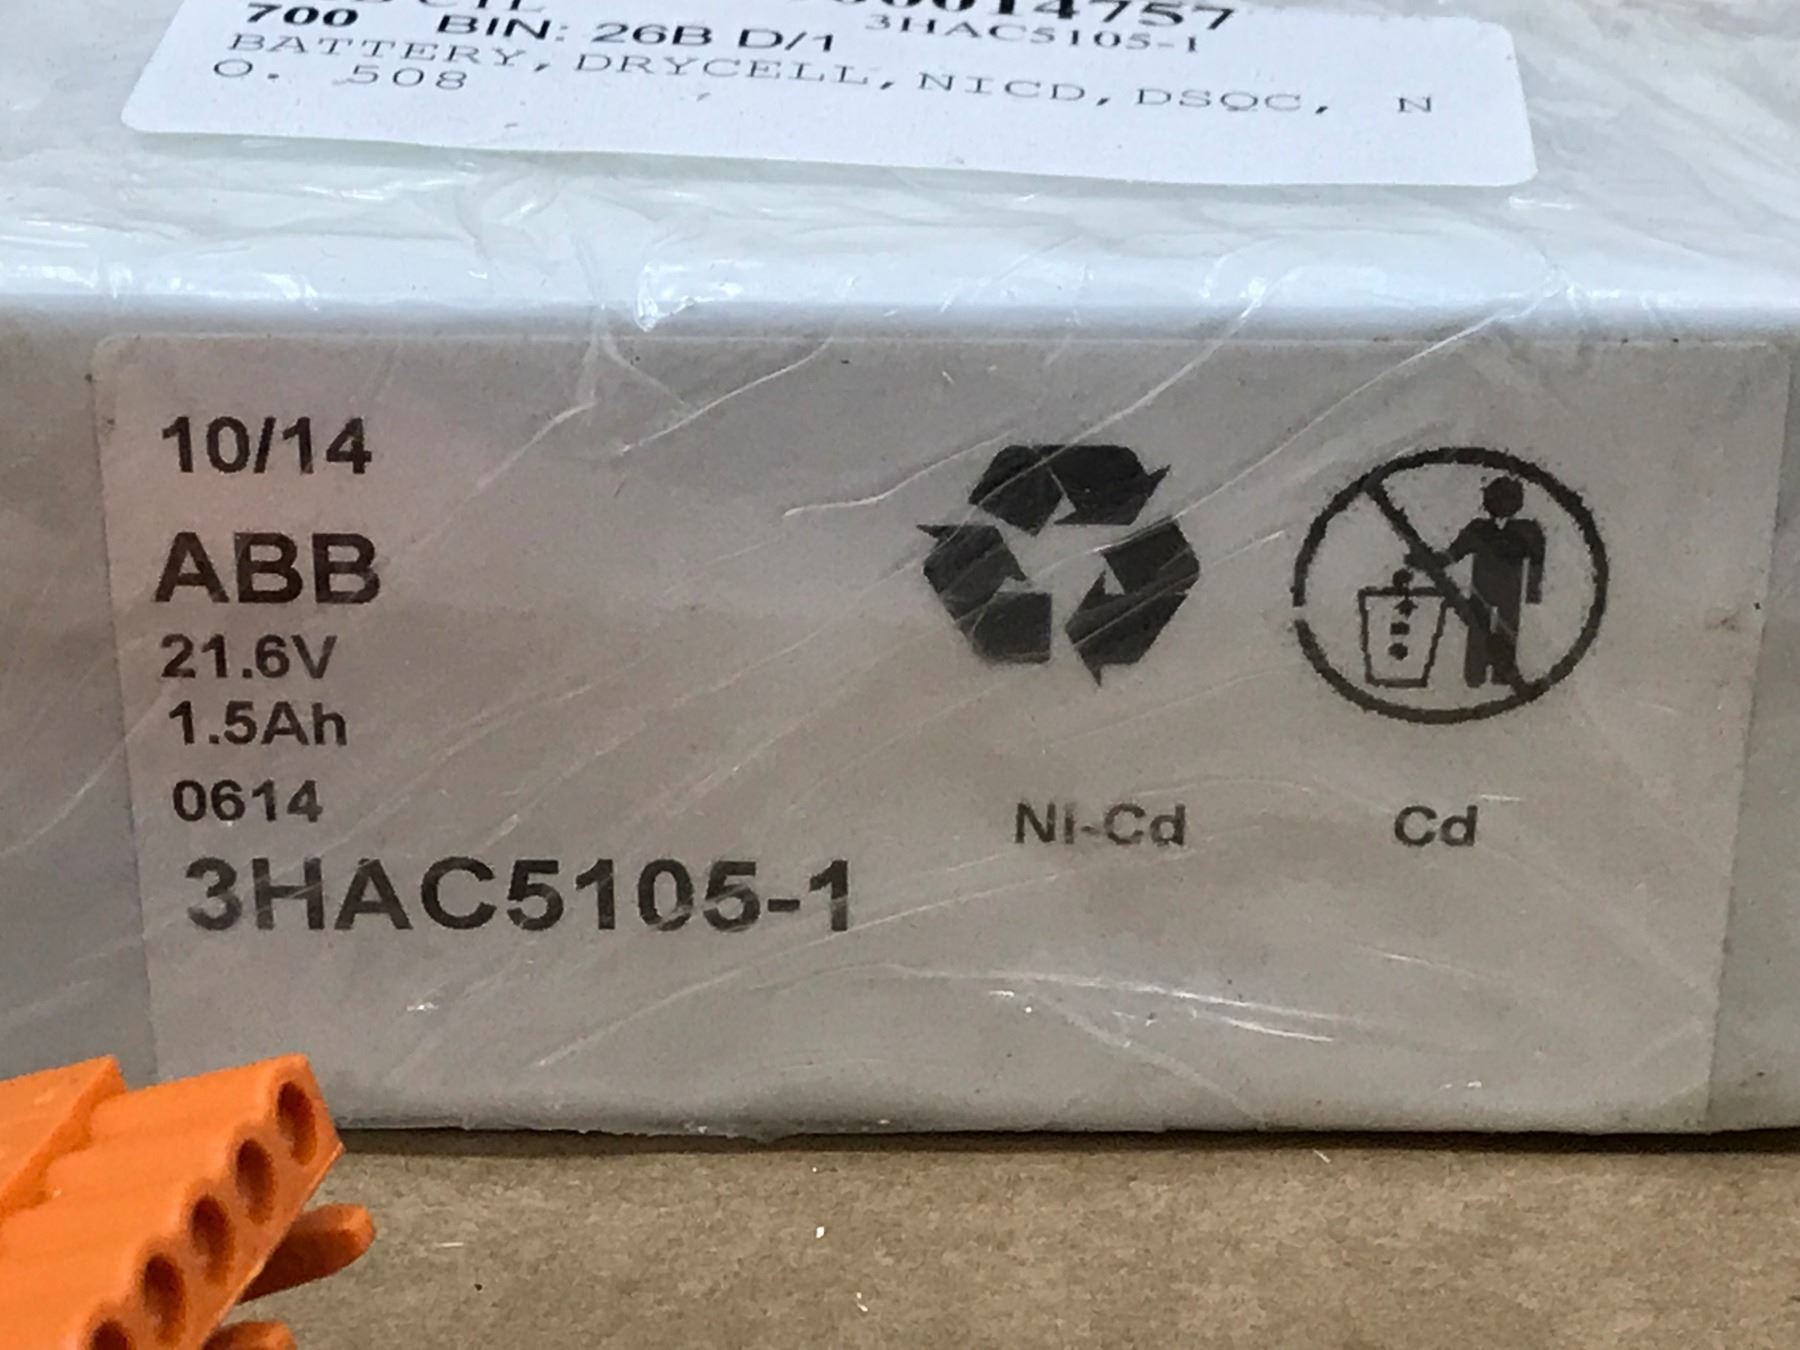 14757
700 BIN: 26B D/1 3HAC5105-1
BATTERY, DRYCELL, NICD, DSQC, N
O. 508
10/14
ABB
21.6V
1.5Ah
0614
3HAC5105-1
NI-Cd
Cd